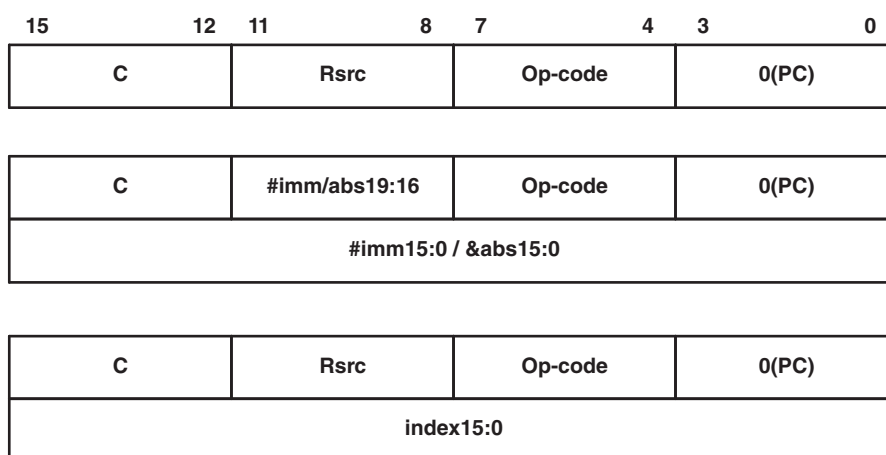 15 12 11 8 7 4 3 0
C Rsrc Op-code 0(PC)
C #imm/abs19:16 Op-code 0(PC)
#imm15:0 / &abs15:0
C Rsrc Op-code 0(PC)
index15:0